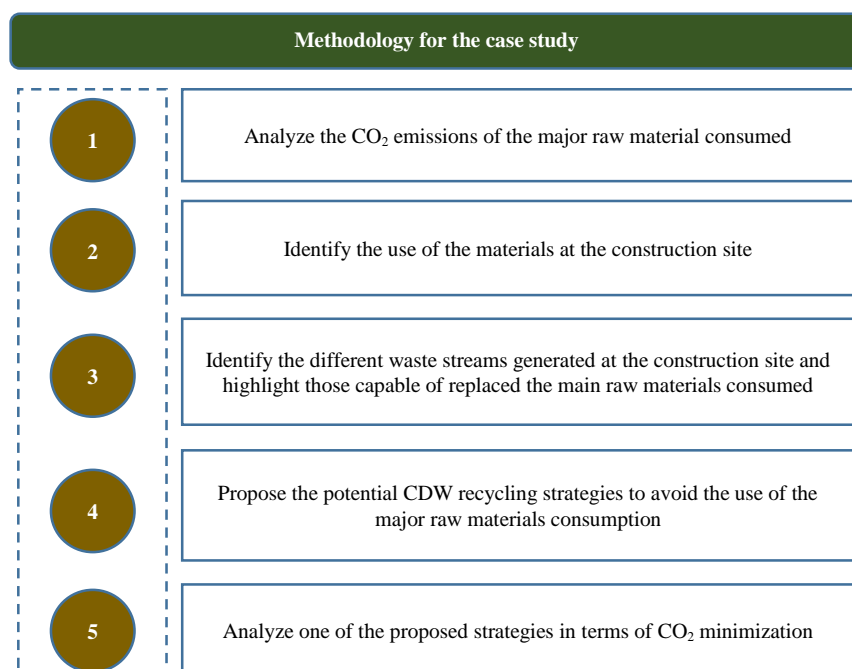 Methodology for the case study
1
Analyze the CO₂ emissions of the major raw material consumed
2
Identify the use of the materials at the construction site
3
Identify the different waste streams generated at the construction site and
highlight those capable of replaced the main raw materials consumed
4
Propose the potential CDW recycling strategies to avoid the use of the
major raw materials consumption
5
Analyze one of the proposed strategies in terms of CO₂ minimization